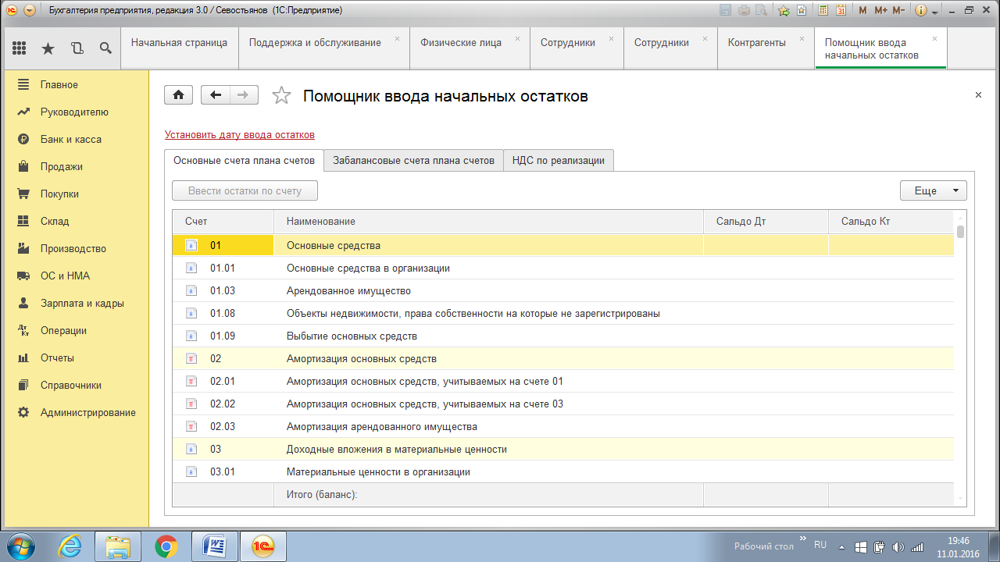 Бухгалтерия предприятия, редакция 3.0 / Севостьянов (1С:Предприятие)
M M+ M-
31
Начальная страница
Поддержка и обслуживание
Физические лица
Сотрудники
Сотрудники
Контрагенты
Помощник ввода
начальных остатков
Главное
Руководителю
Банк и касса
Продажи
Покупки
Склад
Производство
ОС и НМА
Зарплата и кадры
Операции
Отчеты
Справочники
Администрирование
Помощник ввода начальных остатков
Установить дату ввода остатков
Основные счета плана счетов
Забалансовые счета плана счетов
НДС по реализации
Ввести остатки по счету
Еще
Счет Наименование Сальдо Дт Сальдо Кт
01 Основные средства
01.01 Основные средства в организации
01.03 Арендованное имущество
01.08 Объекты недвижимости, права собственности на которые не зарегистрированы
01.09 Выбытие основных средств
02 Амортизация основных средств
02.01 Амортизация основных средств, учитываемых на счете 01
02.02 Амортизация основных средств, учитываемых на счете 03
02.03 Амортизация арендованного имущества
03 Доходные вложения в материальные ценности
03.01 Материальные ценности в организации
Итого (баланс):
Рабочий стол
RU
19:46
11.01.2016